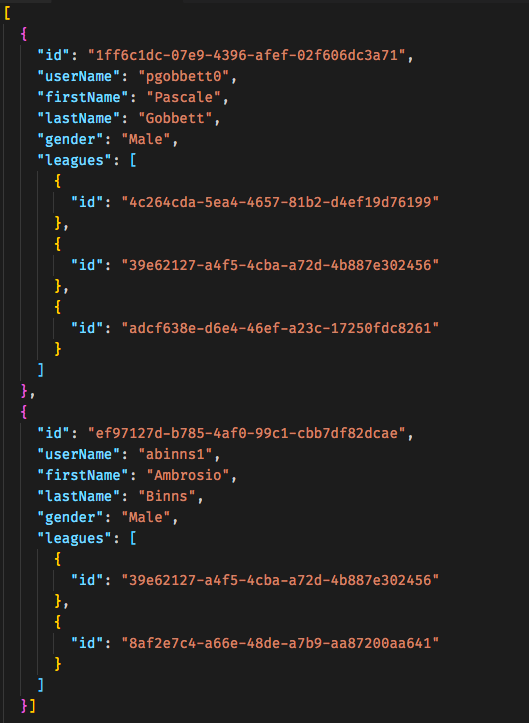 [
  {
    "id": "1ff6c1dc-07e9-4396-afef-02f606dc3a71",
    "userName": "pgobbett0",
    "firstName": "Pascale",
    "lastName": "Gobbett",
    "gender": "Male",
    "leagues": [
      {
        "id": "4c264cda-5ea4-4657-81b2-d4ef19d76199"
      },
      {
        "id": "39e62127-a4f5-4cba-a72d-4b887e302456"
      },
      {
        "id": "adcf638e-d6e4-46ef-a23c-17250fdc8261"
      }
    ]
  },
  {
    "id": "ef97127d-b785-4af0-99c1-cbb7df82dcae",
    "userName": "abinns1",
    "firstName": "Ambrosio",
    "lastName": "Binns",
    "gender": "Male",
    "leagues": [
      {
        "id": "39e62127-a4f5-4cba-a72d-4b887e302456"
      },
      {
        "id": "8af2e7c4-a66e-48de-a7b9-aa87200aa641"
      }
    ]
  }]